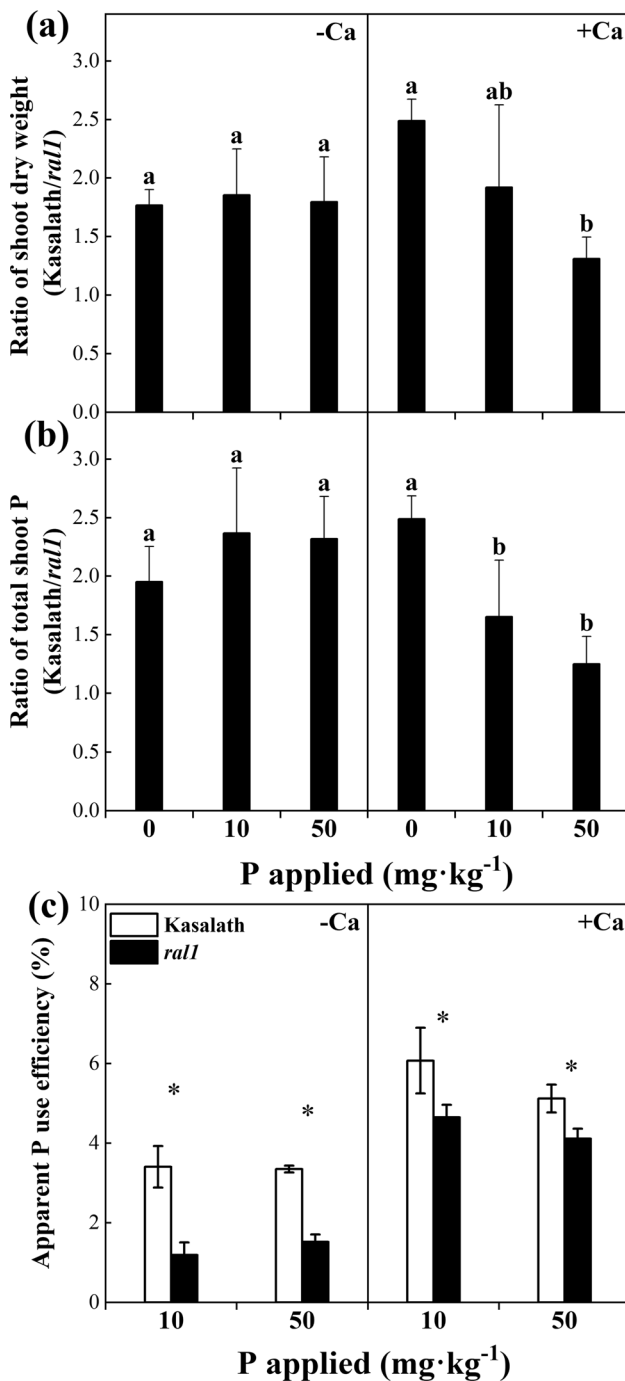 (a)
-Ca
+Ca
Ratio of shoot dry weight
(Kasalath/ral1)
3.0
2.5
2.0
1.5
1.0
0.5
0.0
a
a
a
a
ab
b
(b)
Ratio of total shoot P
(Kasalath/ral1)
3.0
2.5
2.0
1.5
1.0
0.5
0.0
a
a
a
a
b
b
0
10
50
0
10
50
P applied (mg·kg-1)
(c)
Kasalath
ral1
-Ca
+Ca
Apparent P use efficiency (%)
10
8
6
4
2
0
*
*
*
*
10
50
10
50
P applied (mg·kg-1)